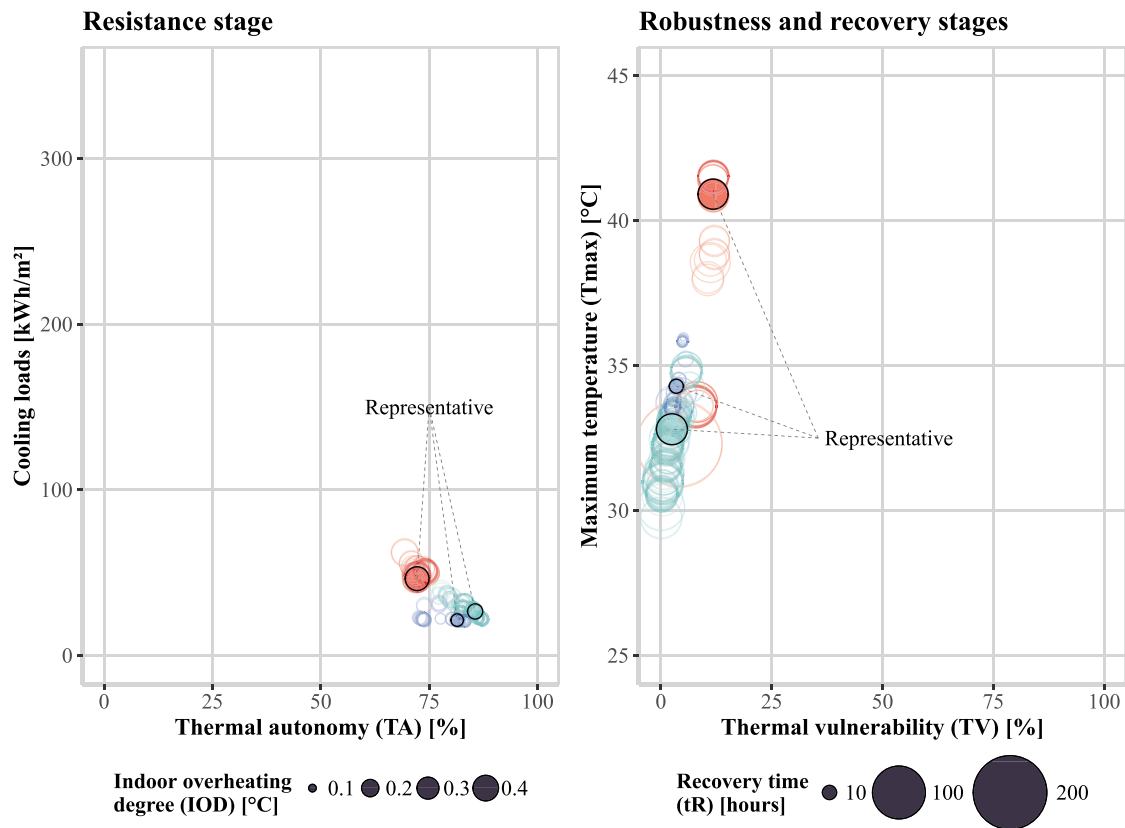 Resistance stage
Robustness and recovery stages
Cooling loads [kWh/m²]
300
200
100
0
Representative
0
25
50
75
100
Thermal autonomy (TA) [%]
Indoor overheating
degree (IOD) [°C]
0.1
0.2
0.3
0.4
Maximum temperature (Tmax) [°C]
45
40
35
30
25
Representative
0
25
50
75
100
Thermal vulnerability (TV) [%]
Recovery time
(tR) [hours]
10
100
200